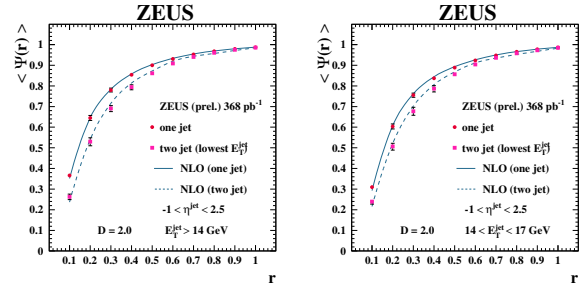 ZEUS
< Ψ(r) >
1
0.9
0.8
0.7
0.6
0.5
0.4
0.3
0.2
0.1
0
ZEUS (prel.) 368 pb-1
one jet
two jet (lowest E_T^jet)
NLO (one jet)
NLO (two jet)
-1 < η^jet < 2.5
D = 2.0 E_T^jet > 14 GeV
0.1 0.2 0.3 0.4 0.5 0.6 0.7 0.8 0.9 1
r
ZEUS
< Ψ(r) >
1
0.9
0.8
0.7
0.6
0.5
0.4
0.3
0.2
0.1
0
ZEUS (prel.) 368 pb-1
one jet
two jet (lowest E_T^jet)
NLO (one jet)
NLO (two jet)
-1 < η^jet < 2.5
D = 2.0 14 < E_T^jet < 17 GeV
0.1 0.2 0.3 0.4 0.5 0.6 0.7 0.8 0.9 1
r